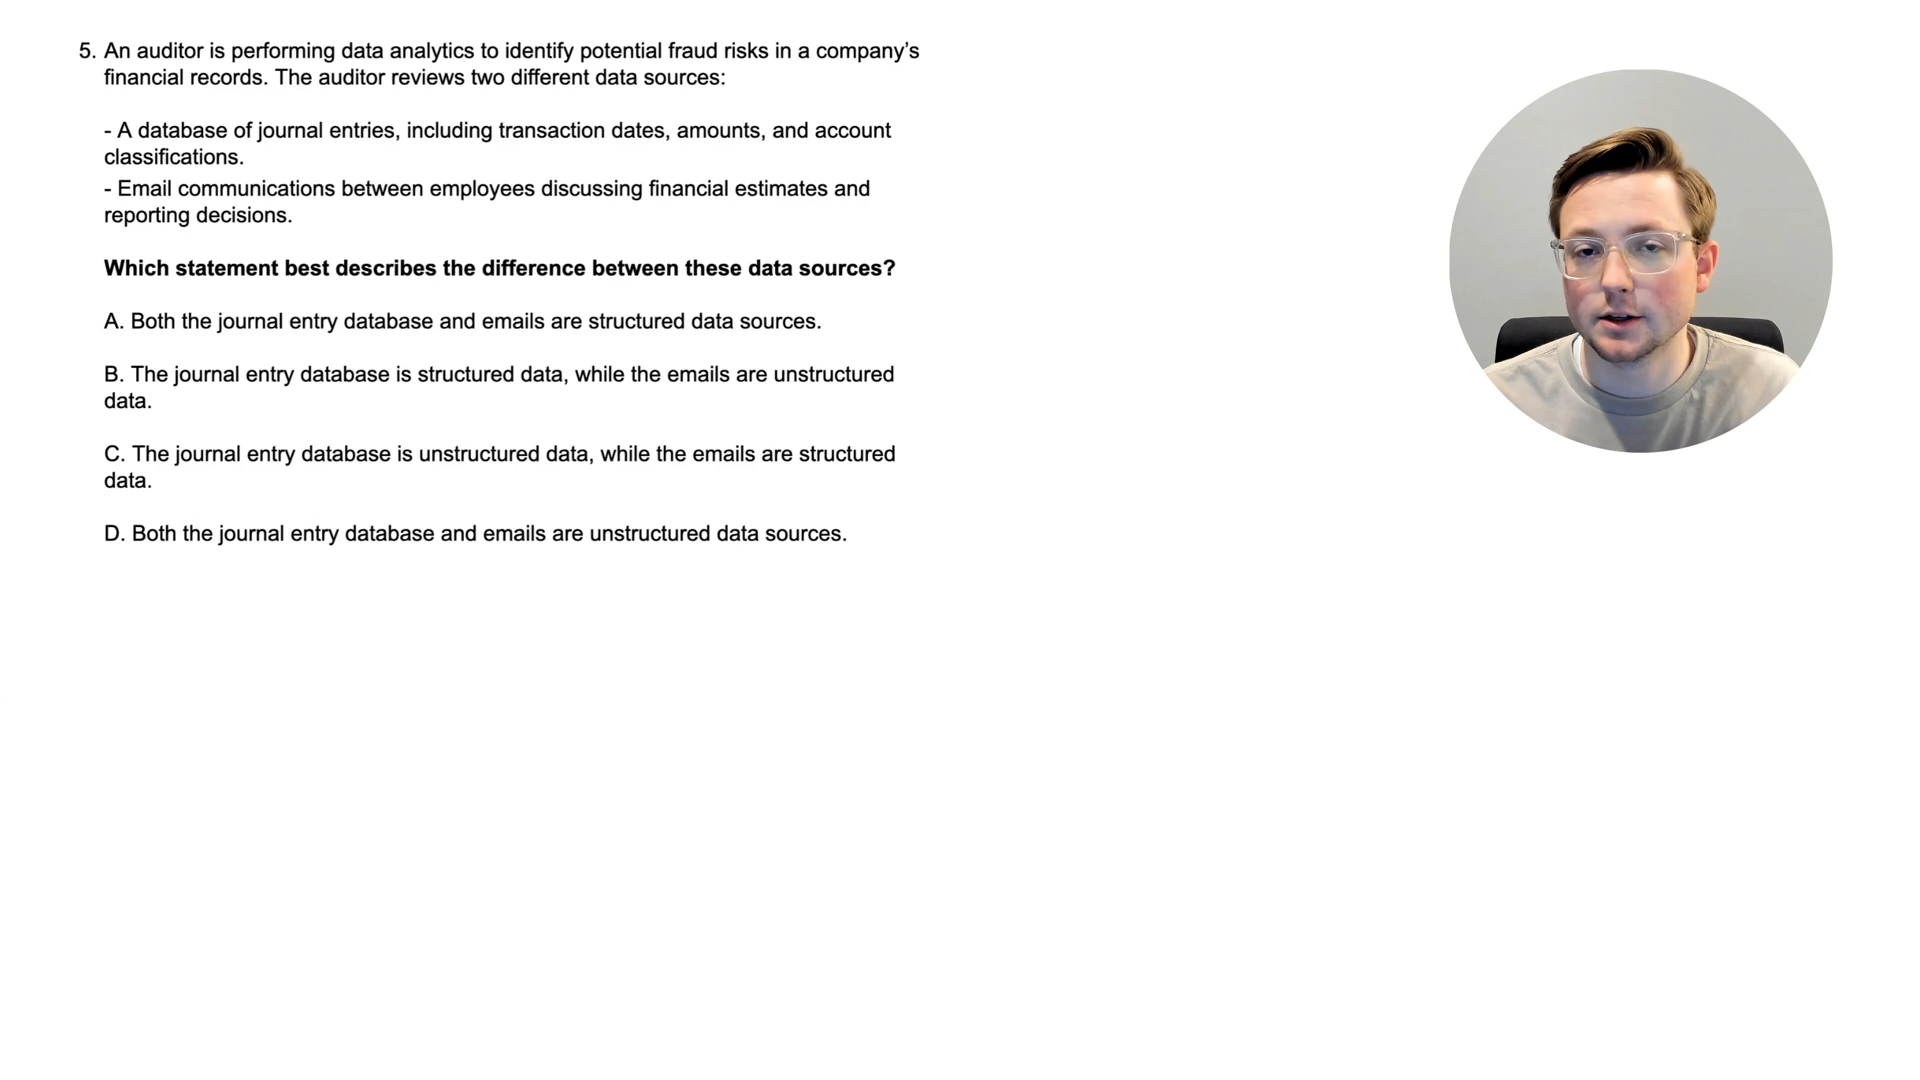 5. An auditor is performing data analytics to identify potential fraud risks in a company’s
financial records. The auditor reviews two different data sources:
- A database of journal entries, including transaction dates, amounts, and account
classifications.
- Email communications between employees discussing financial estimates and
reporting decisions.
Which statement best describes the difference between these data sources?
A. Both the journal entry database and emails are structured data sources.
B. The journal entry database is structured data, while the emails are unstructured
data.
C. The journal entry database is unstructured data, while the emails are structured
data.
D. Both the journal entry database and emails are unstructured data sources.